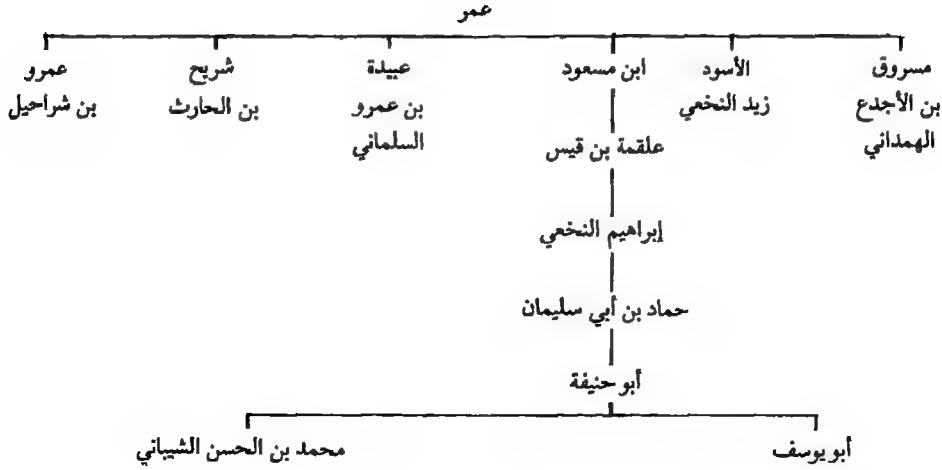 عمر
مسروق
بن الأجدع
الهمداني
الأسود
زيد النخعي
ابن مسعود
عبيدة
بن عمرو
السلماني
شريح
بن الحارث
عمرو
بن شراحيل
علقمة بن قيس
إبراهيم النخعي
حماد بن أبي سليمان
أبو حنيفة
أبو يوسف
محمد بن الحسن الشيباني